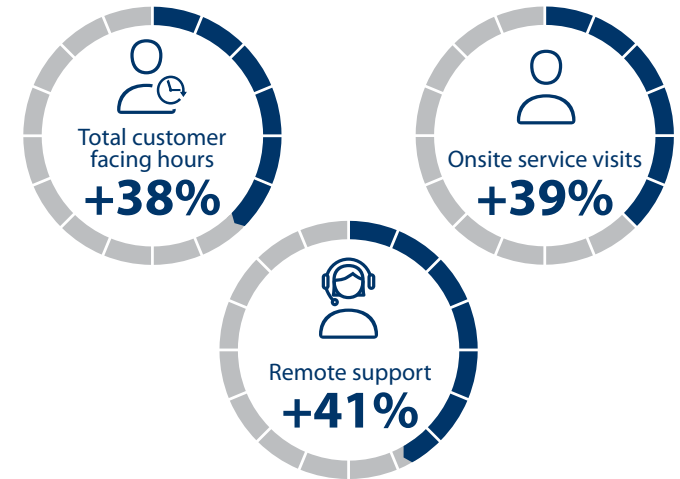 Total customer
facing hours
+38%
Onsite service visits
+39%
Remote support
+41%